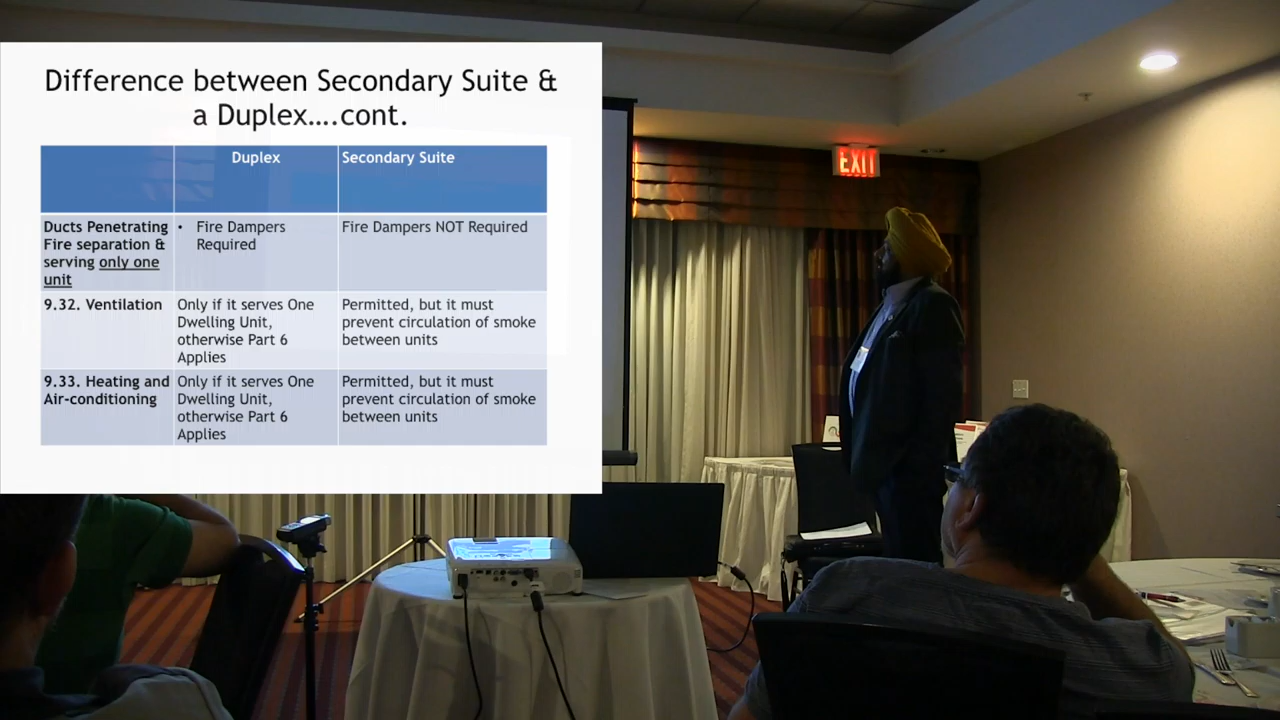 Difference between Secondary Suite &
a Duplex....cont.
Duplex
Secondary Suite
Ducts Penetrating
Fire separation &
serving only one
unit
• Fire Dampers
Required
Fire Dampers NOT Required
9.32. Ventilation
Only if it serves One
Dwelling Unit,
otherwise Part 6
Applies
Permitted, but it must
prevent circulation of smoke
between units
9.33. Heating and
Air-conditioning
Only if it serves One
Dwelling Unit,
otherwise Part 6
Applies
Permitted, but it must
prevent circulation of smoke
between units
EXIT